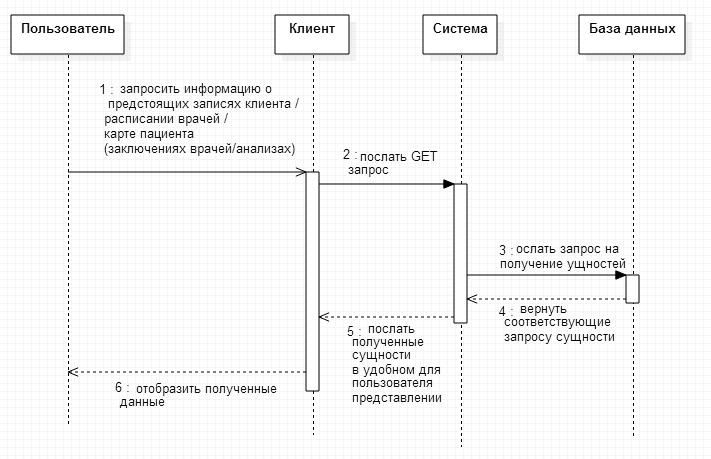 Пользователь
Клиент
Система
База данных
1 : запросить информацию о
предстоящих записях клиента /
расписании врачей /
карте пациента
(заключениях врачей/анализах)
2 : послать GET
запрос
3 : ослать запрос на
получение ущностей
4 : вернуть
соответствующие
запросу сущности
5 : послать
полученные
сущности
в удобном для
пользователя
представлении
6 : отобразить полученные
данные